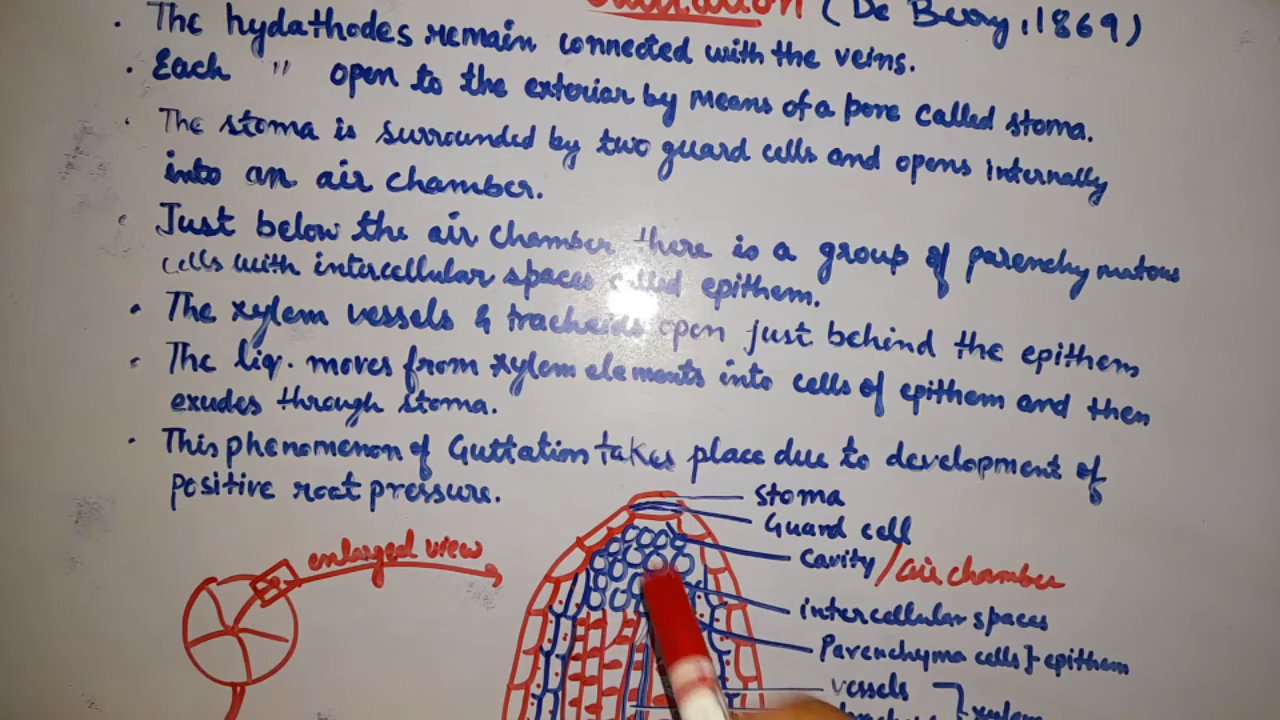 Guttation (De Berry, 1869)
· The hydathodes remain connected with the veins.
· Each " open to the exterior by means of a pore called stoma.
· The stoma is surrounded by two guard cells and opens internally
into an air chamber.
· Just below the air chamber there is a group of parenchymatous
cells with intercellular spaces called epithem.
· The xylem vessels & tracheids open just behind the epithem
· The liq. moves from xylem elements into cells of epithem and then
exudes through stoma.
· This phenomenon of Guttation takes place due to development of
positive root pressure.
enlarged view
Stoma
Guard cell
Cavity/air chamber
intercellular spaces
Parenchyma cells} epithem
vessels
xylem